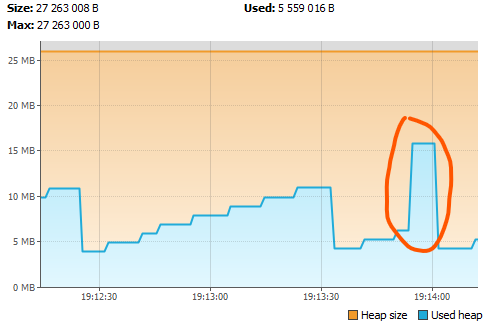 Size: 27 263 008 B Used: 5 559 016 B
Max: 27 263 000 B
25 MB
20 MB
15 MB
10 MB
5 MB
0 MB
19:12:30 19:13:00 19:13:30 19:14:00
Heap size Used heap